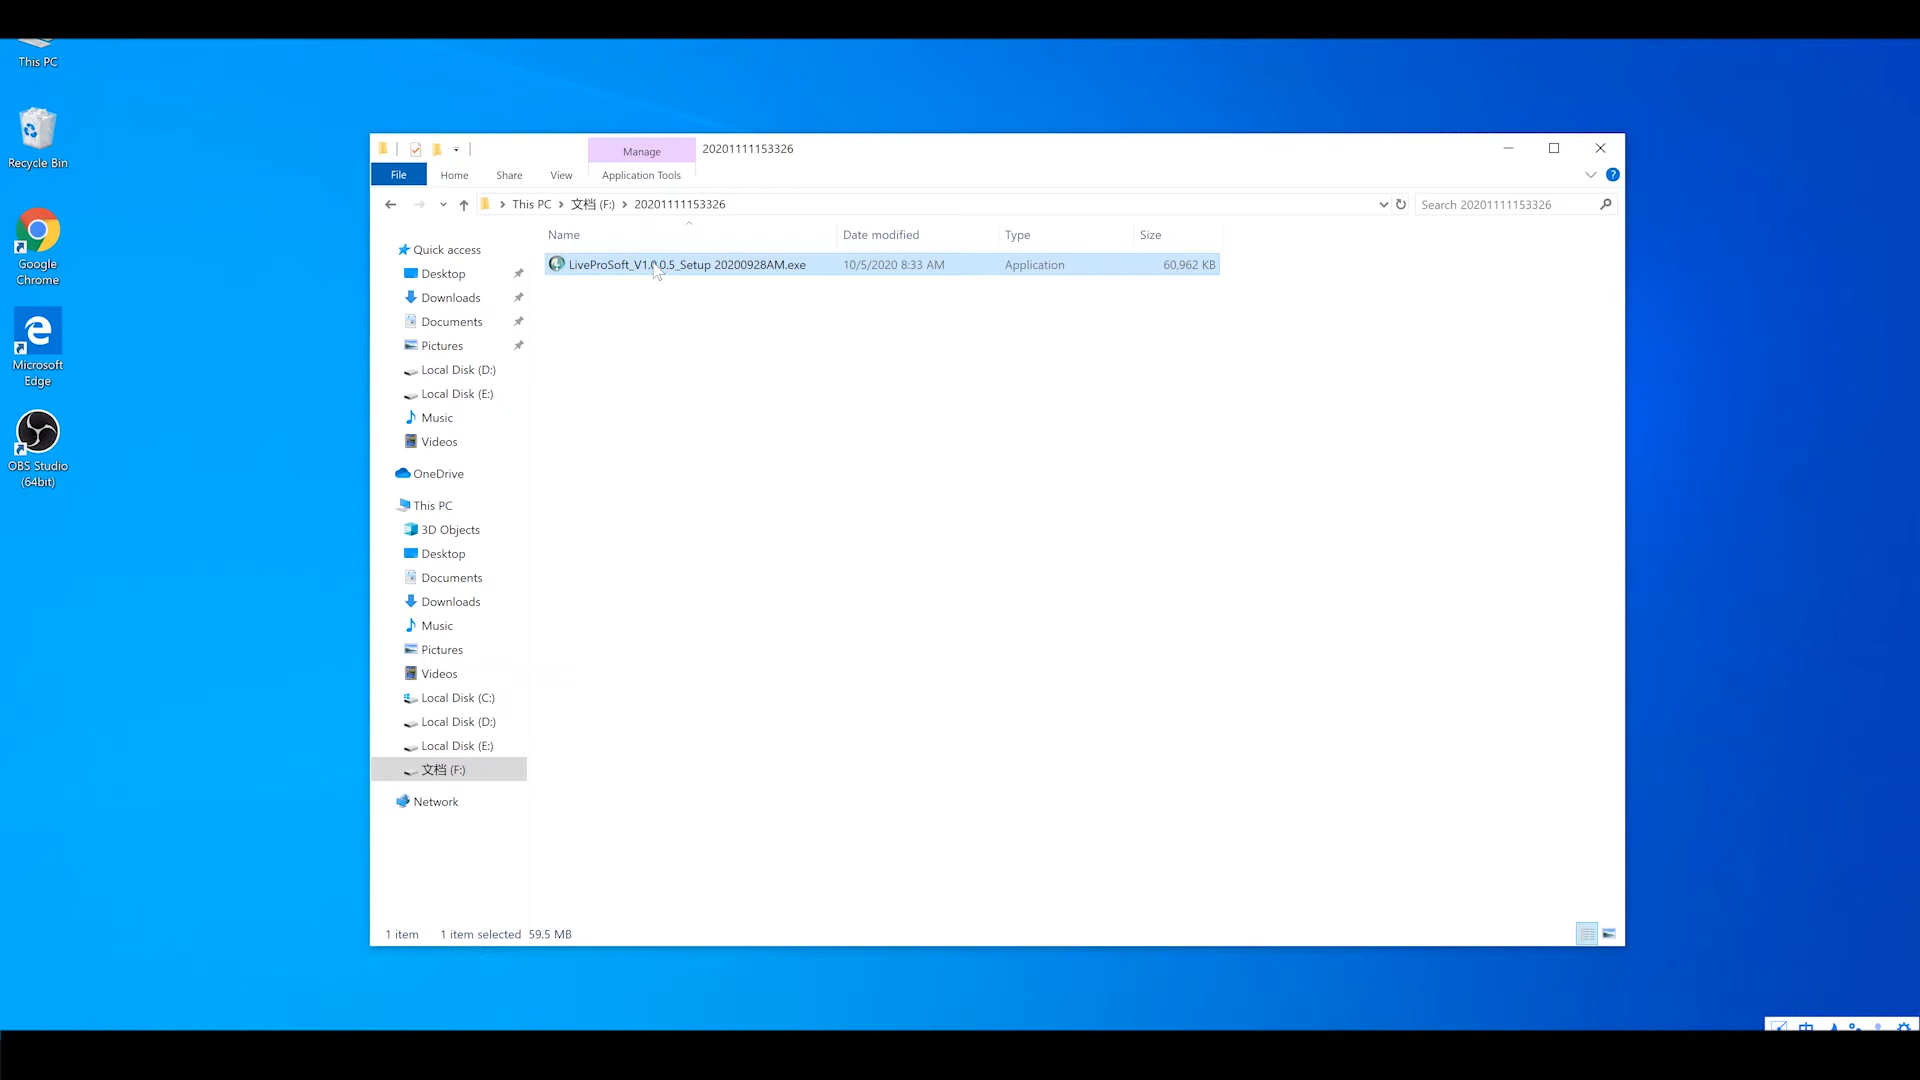 This PC
Recycle Bin
Google
Chrome
Microsoft
Edge
OBS Studio
(64bit)
Manage
20201111153326
File
Home
Share
View
Application Tools
This PC
文档 (F:)
20201111153326
Search 20201111153326
Name
Date modified
Type
Size
LiveProSoft_V1.0.0.5_Setup 20200928AM.exe
10/5/2020 8:33 AM
Application
60,962 KB
Quick access
Desktop
Downloads
Documents
Pictures
Local Disk (D:)
Local Disk (E:)
Music
Videos
OneDrive
This PC
3D Objects
Desktop
Documents
Downloads
Music
Pictures
Videos
Local Disk (C:)
Local Disk (D:)
Local Disk (E:)
文档 (F:)
Network
1 item
1 item selected
59.5 MB